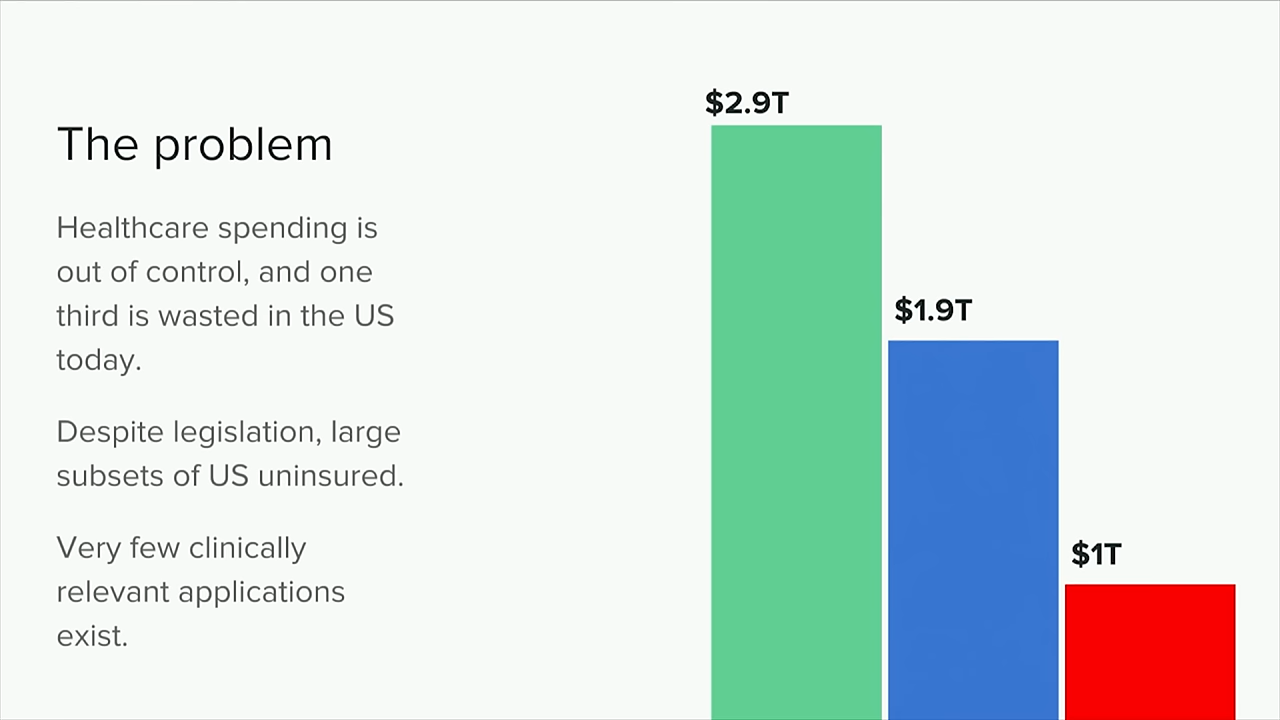 The problem
Healthcare spending is
out of control, and one
third is wasted in the US
today.
Despite legislation, large
subsets of US uninsured.
Very few clinically
relevant applications
exist.
$2.9T
$1.9T
$1T